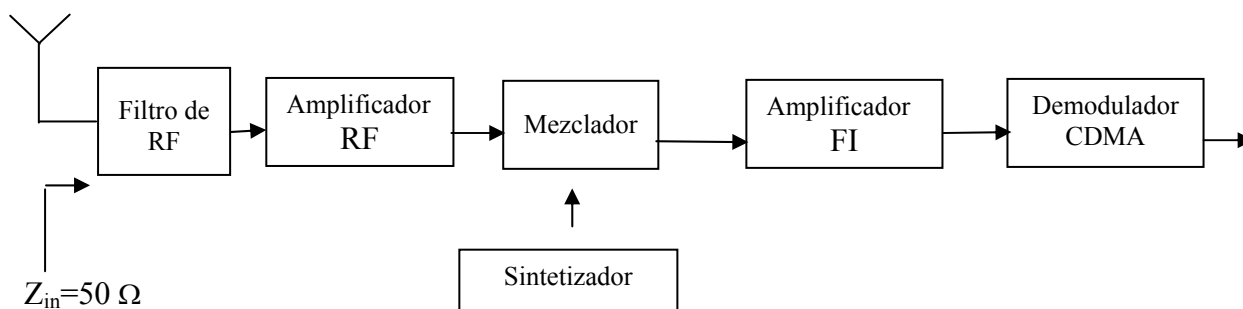 Filtro de
RF
Amplificador
RF
Mezclador
Amplificador
FI
Demodulador
CDMA
Sintetizador
Zin=50 Ω